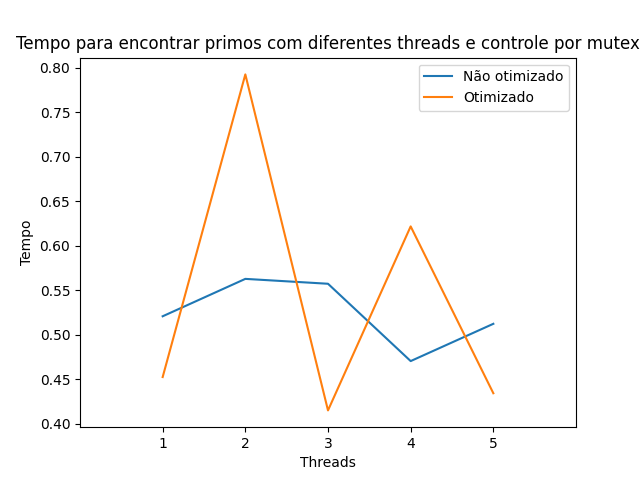 Tempo para encontrar primos com diferentes threads e controle por mutex
Não otimizado
Otimizado
0.80
0.75
0.70
0.65
0.60
0.55
0.50
0.45
0.40
Tempo
1 2 3 4 5
Threads